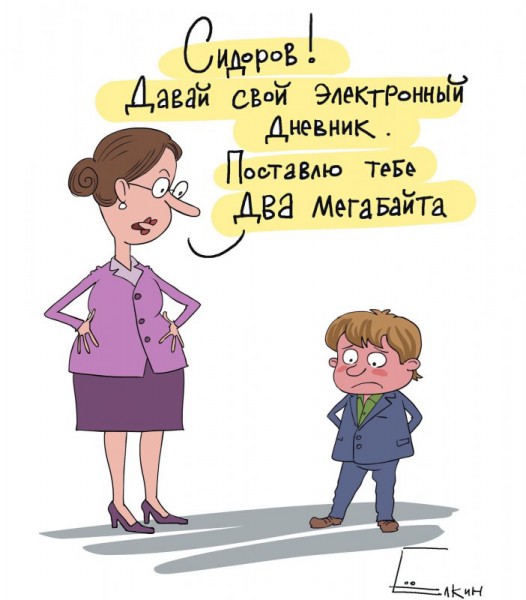 Сидоров!
Давай свой электронный
дневник.
Поставлю тебе
два мегабайта
Ёлкин